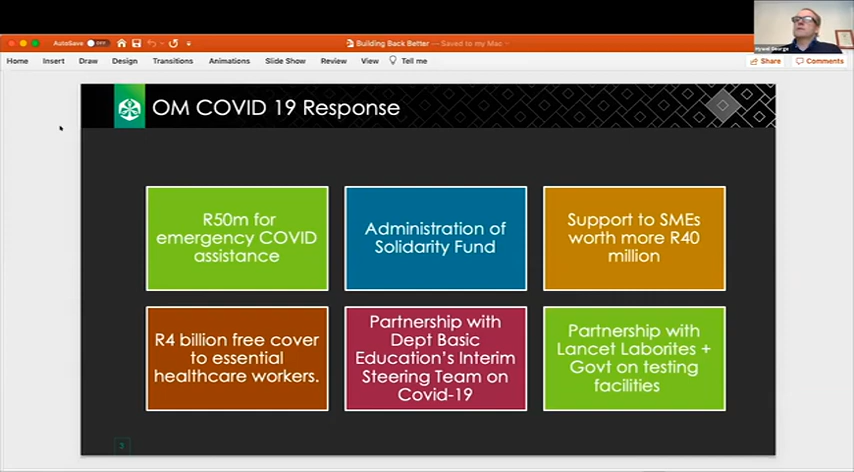 AutoSave
OFF
Building Back Better — Saved to my Mac
Home
Insert
Draw
Design
Transitions
Animations
Slide Show
Review
View
Tell me
Share
Comments
OM COVID 19 Response
R50m for
emergency COVID
assistance
Administration of
Solidarity Fund
Support to SMEs
worth more R40
million
R4 billion free cover
to essential
healthcare workers.
Partnership with
Dept Basic
Education's Interim
Steering Team on
Covid-19
Partnership with
Lancet Laborites +
Govt on testing
facilities
3